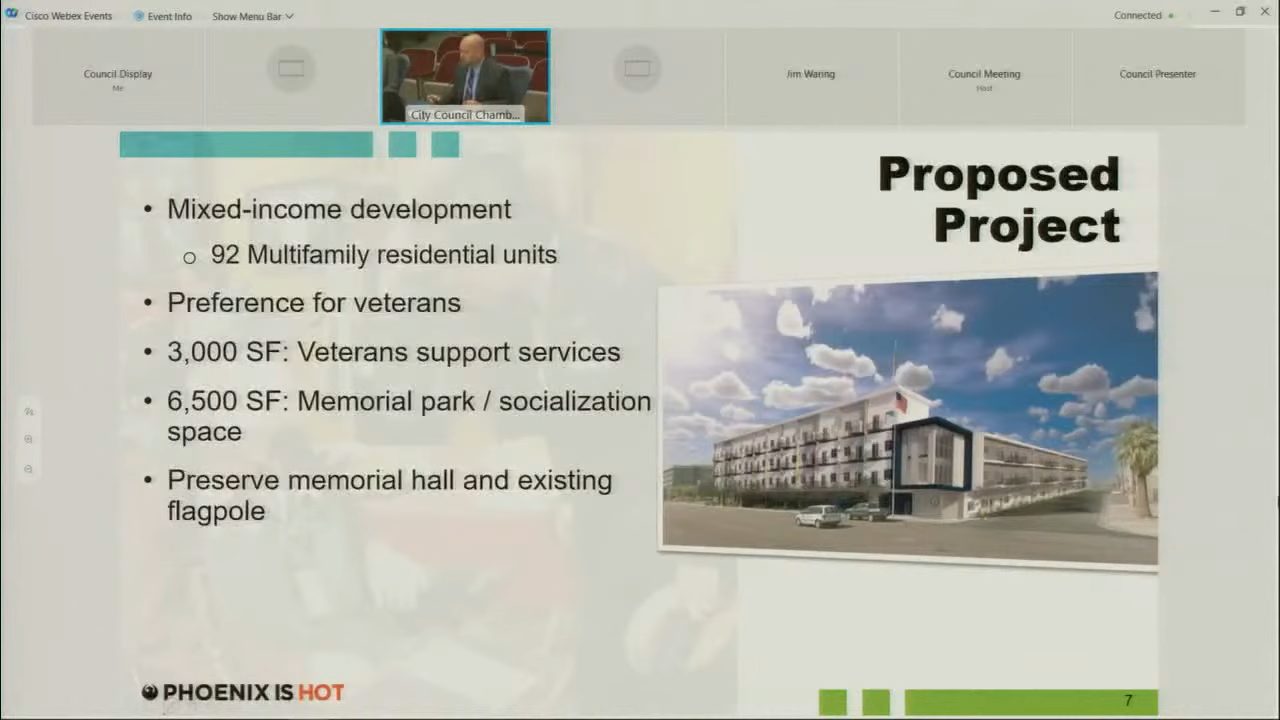 Cisco Webex Events
Event Info
Show Menu Bar
Connected
Council Display
Me
City Council Chamb...
Jim Waring
Council Meeting
Host
Council Presenter
Proposed
Project
• Mixed-income development
o 92 Multifamily residential units
• Preference for veterans
• 3,000 SF: Veterans support services
• 6,500 SF: Memorial park / socialization
space
• Preserve memorial hall and existing
flagpole
PHOENIX IS HOT
7